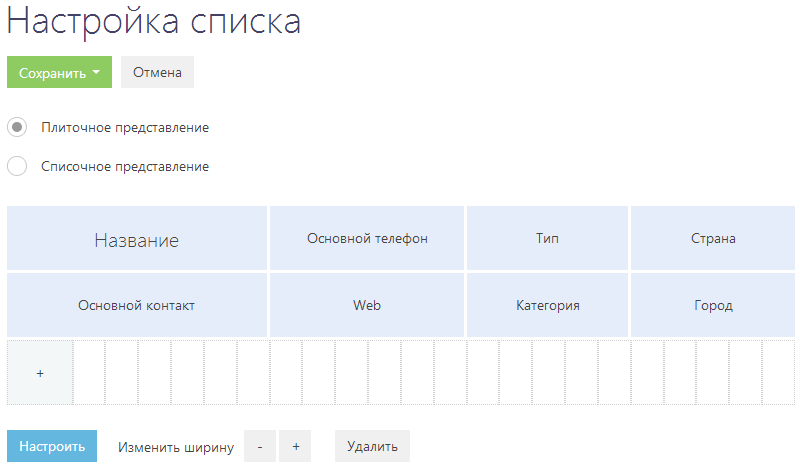 Настройка списка
Сохранить Отмена
Плиточное представление
Списочное представление
Название Основной телефон Тип Страна
Основной контакт Web Категория Город
+
Настроить Изменить ширину - + Удалить